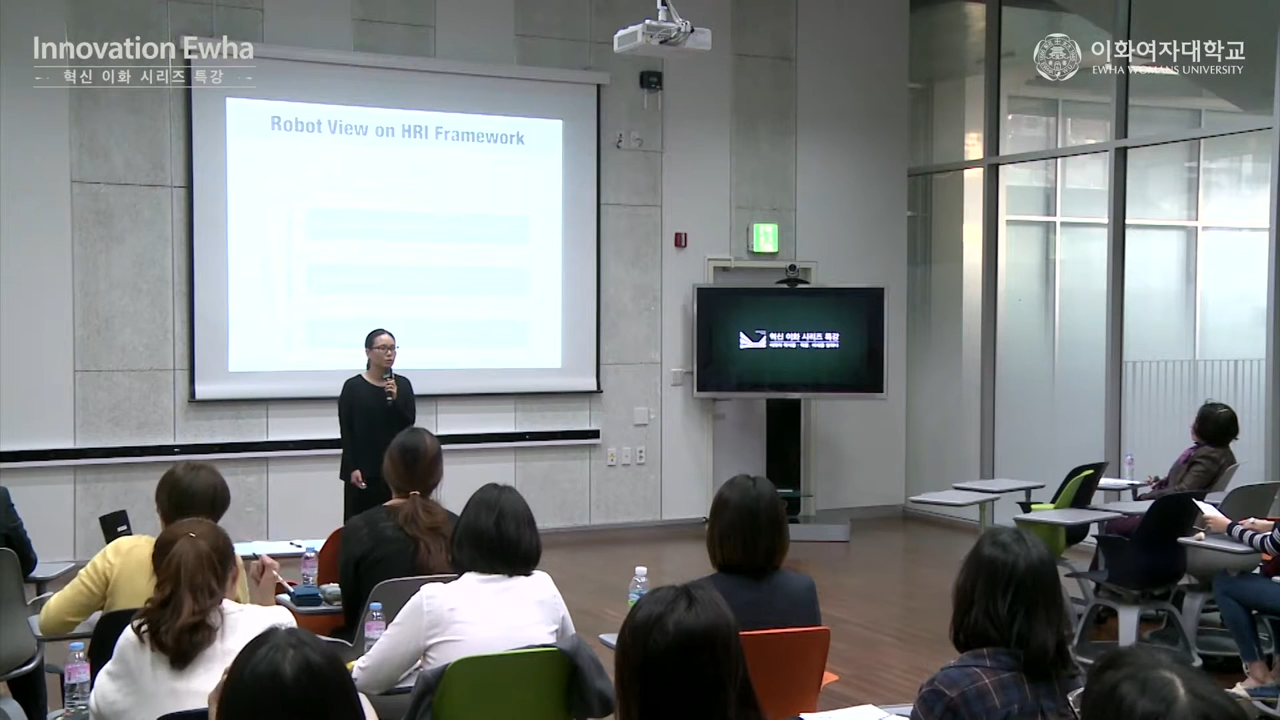 Innovation Ewha
혁신 이화 시리즈 특강
이화여자대학교
EWHA WOMANS UNIVERSITY
Robot View on HRI Framework
혁신 이화 시리즈 특강